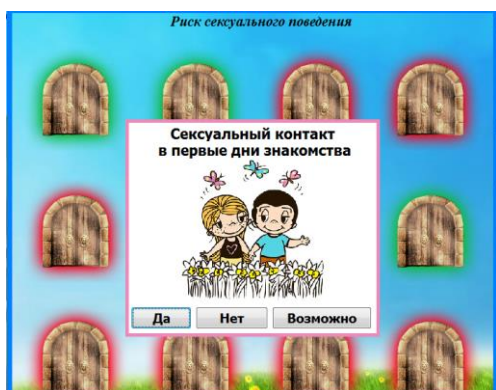 Риск сексуального поведения
Сексуальный контакт
в первые дни знакомства
Да Нет Возможно